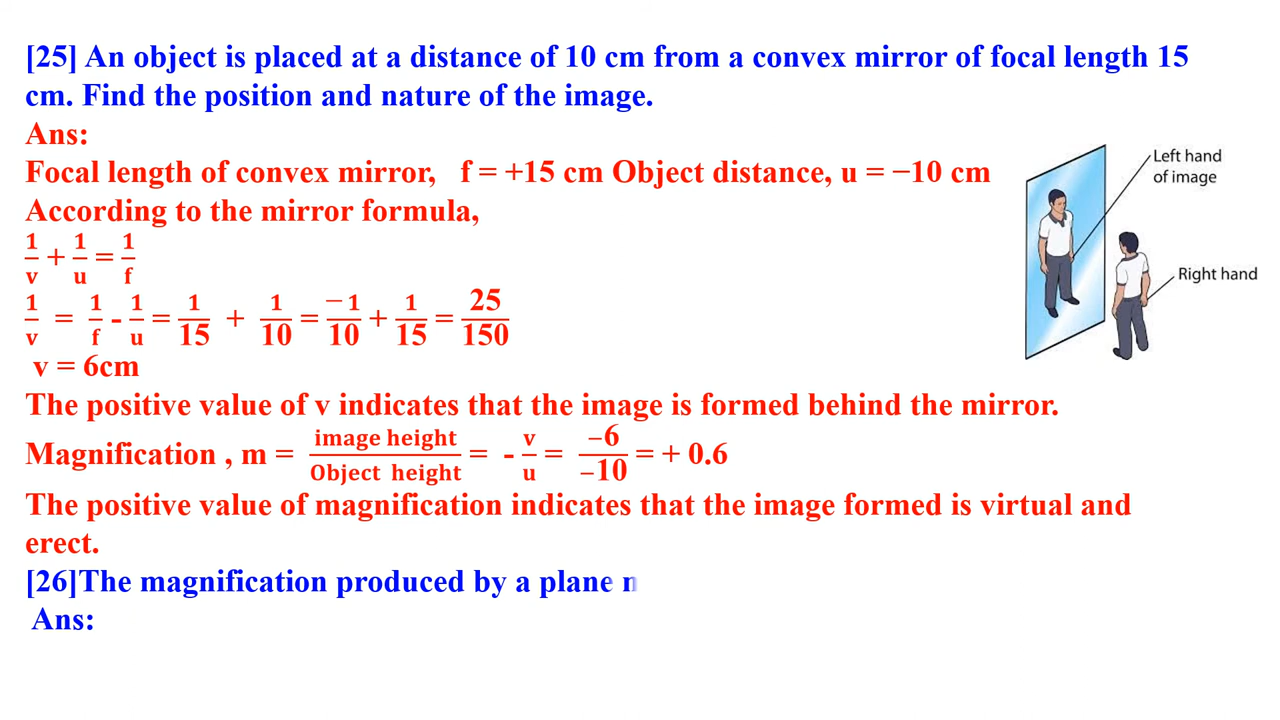 [25] An object is placed at a distance of 10 cm from a convex mirror of focal length 15
cm. Find the position and nature of the image.
Ans:
Focal length of convex mirror, f = +15 cm Object distance, u = −10 cm
According to the mirror formula,
1/v + 1/u = 1/f
1/v = 1/f - 1/u = 1/15 + 1/10 = −1/10 + 1/15 = 25/150
v = 6cm
The positive value of v indicates that the image is formed behind the mirror.
Magnification , m = image height/Object height = - v/u = −6/−10 = + 0.6
The positive value of magnification indicates that the image formed is virtual and
erect.
[26]The magnification produced by a plane
Ans:
Left hand
of image
Right hand